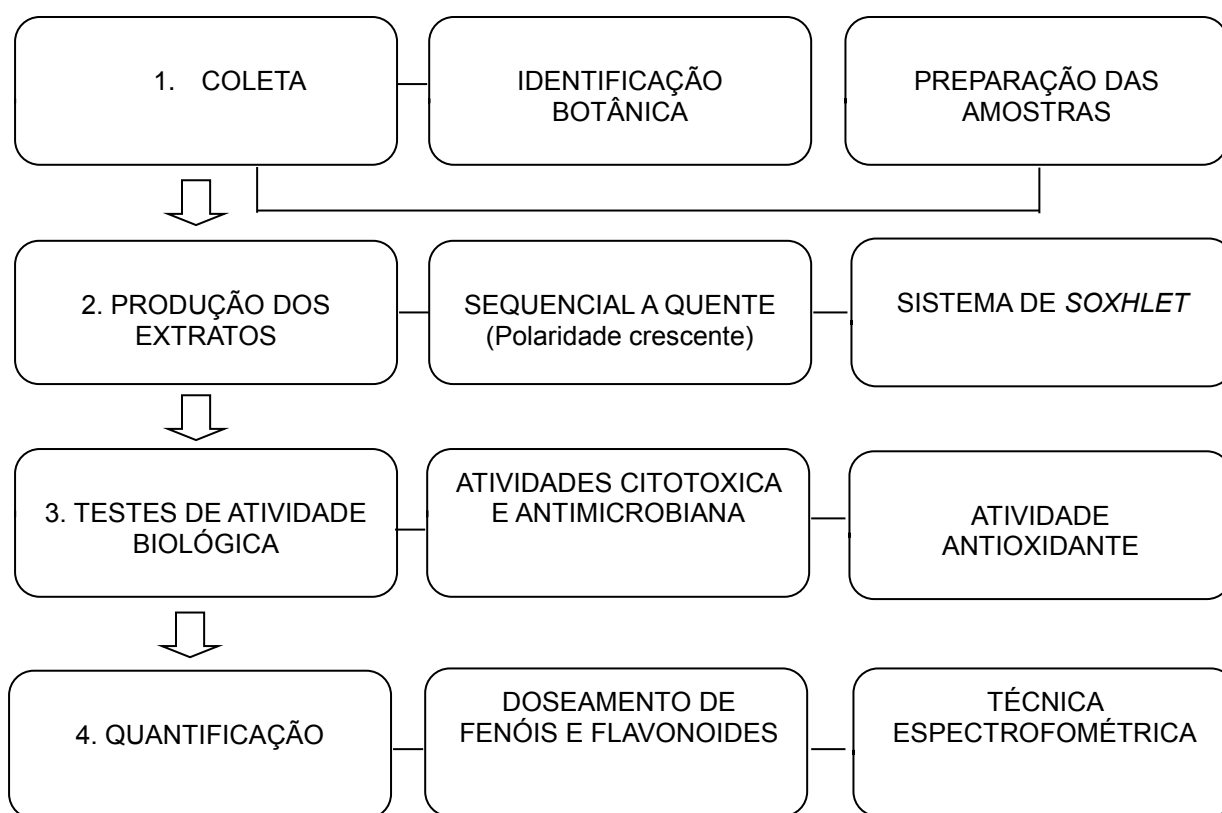 1. COLETA
IDENTIFICAÇÃO
BOTÂNICA
PREPARAÇÃO DAS
AMOSTRAS
2. PRODUÇÃO DOS
EXTRATOS
SEQUENCIAL A QUENTE
(Polaridade crescente)
SISTEMA DE SOXHLET
3. TESTES DE ATIVIDADE
BIOLÓGICA
ATIVIDADES CITOTOXICA
E ANTIMICROBIANA
ATIVIDADE
ANTIOXIDANTE
4. QUANTIFICAÇÃO
DOSEAMENTO DE
FENÓIS E FLAVONOIDES
TÉCNICA
ESPECTROFOMÉTRICA